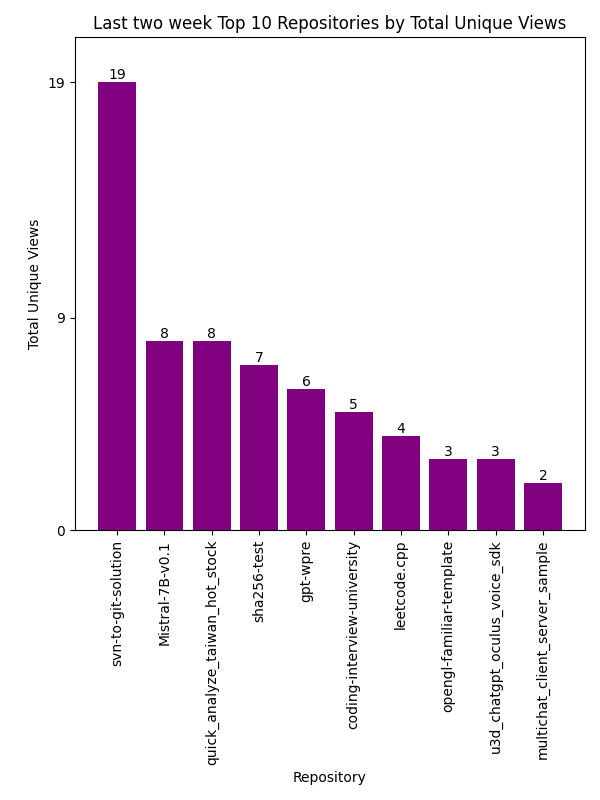 Last two week Top 10 Repositories by Total Unique Views
Total Unique Views
19
9
0
19
8
8
7
6
5
4
3
3
2
svn-to-git-solution
Mistral-7B-v0.1
quick_analyze_taiwan_hot_stock
sha256-test
gpt-wpre
coding-interview-university
leetcode.cpp
opengl-familiar-template
u3d_chatgpt_oculus_voice_sdk
multichat_client_server_sample
Repository